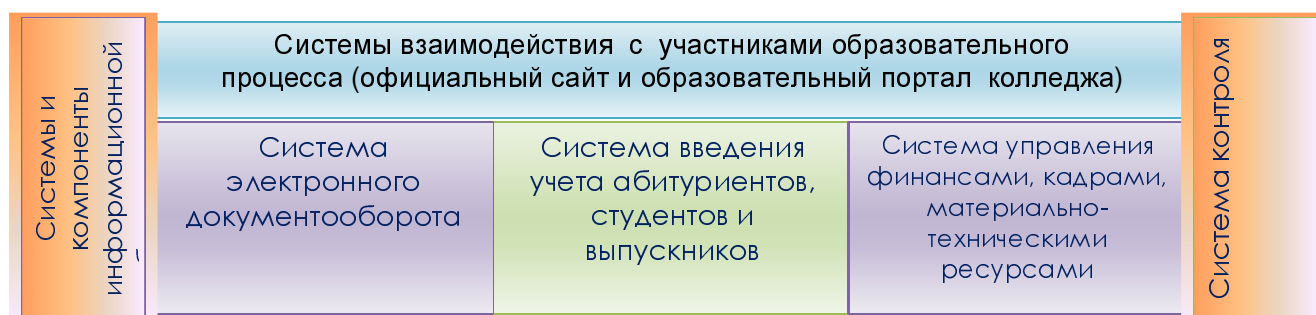 Системы и
компоненты
информационной
Системы взаимодействия с участниками образовательного
процесса (официальный сайт и образовательный портал колледжа)
Система
электронного
документооборота
Система введения
учета абитуриентов,
студентов и
выпускников
Система управления
финансами, кадрами,
материально-
техническими
ресурсами
Система контроля